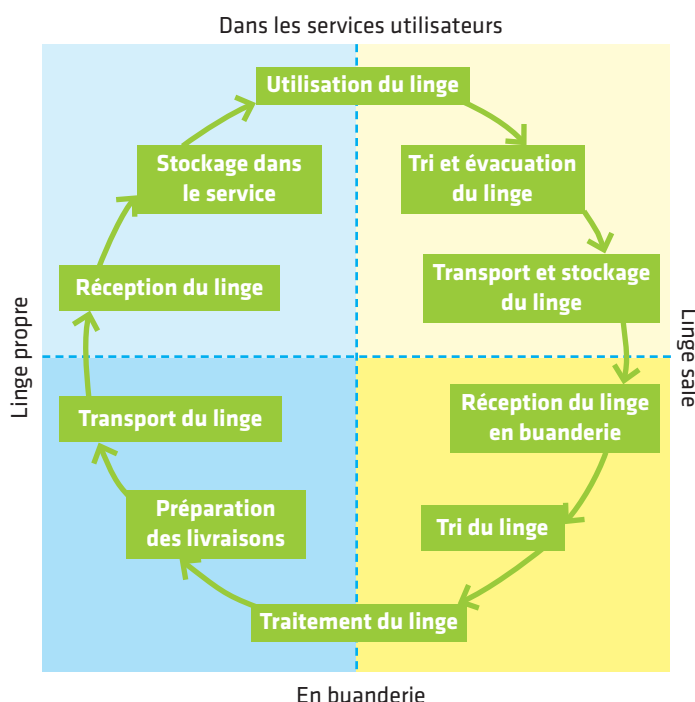 Dans les services utilisateurs
Utilisation du linge
Stockage dans
le service
Tri et évacuation
du linge
Réception du linge
Transport et stockage
du linge
Linge propre
Linge sale
Transport du linge
Réception du linge
en buanderie
Préparation
des livraisons
Tri du linge
Traitement du linge
En buanderie